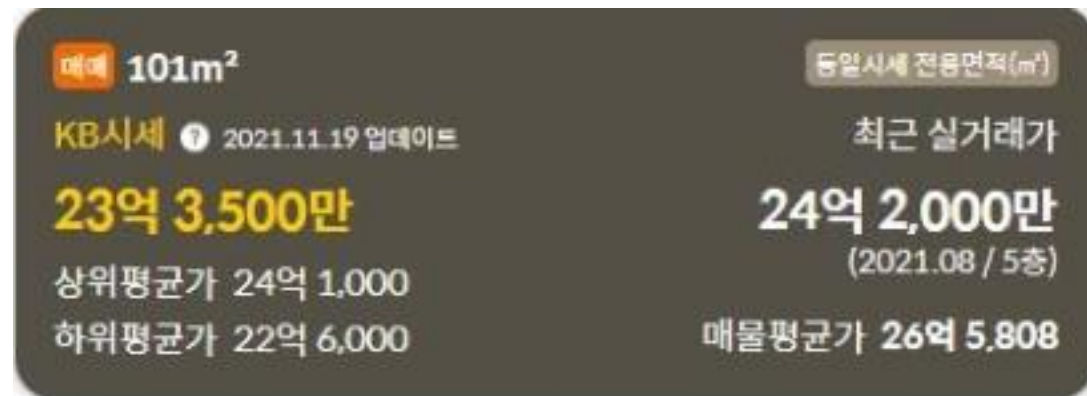 매매 101m²
동일시세 전용면적(㎡)
KB시세 ? 2021.11.19 업데이트
23억 3,500만
상위평균가 24억 1,000
하위평균가 22억 6,000
최근 실거래가
24억 2,000만
(2021.08 / 5층)
매물평균가 26억 5,808